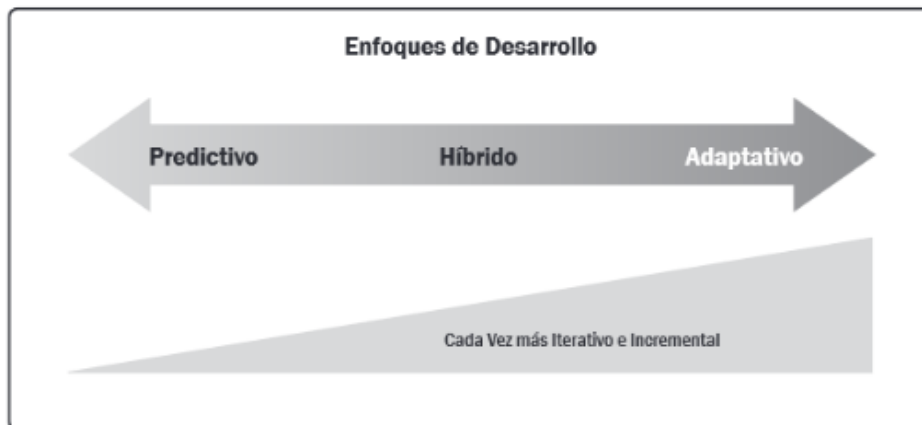 Enfoques de Desarrollo
Predictivo
Híbrido
Adaptativo
Cada Vez más Iterativo e Incremental